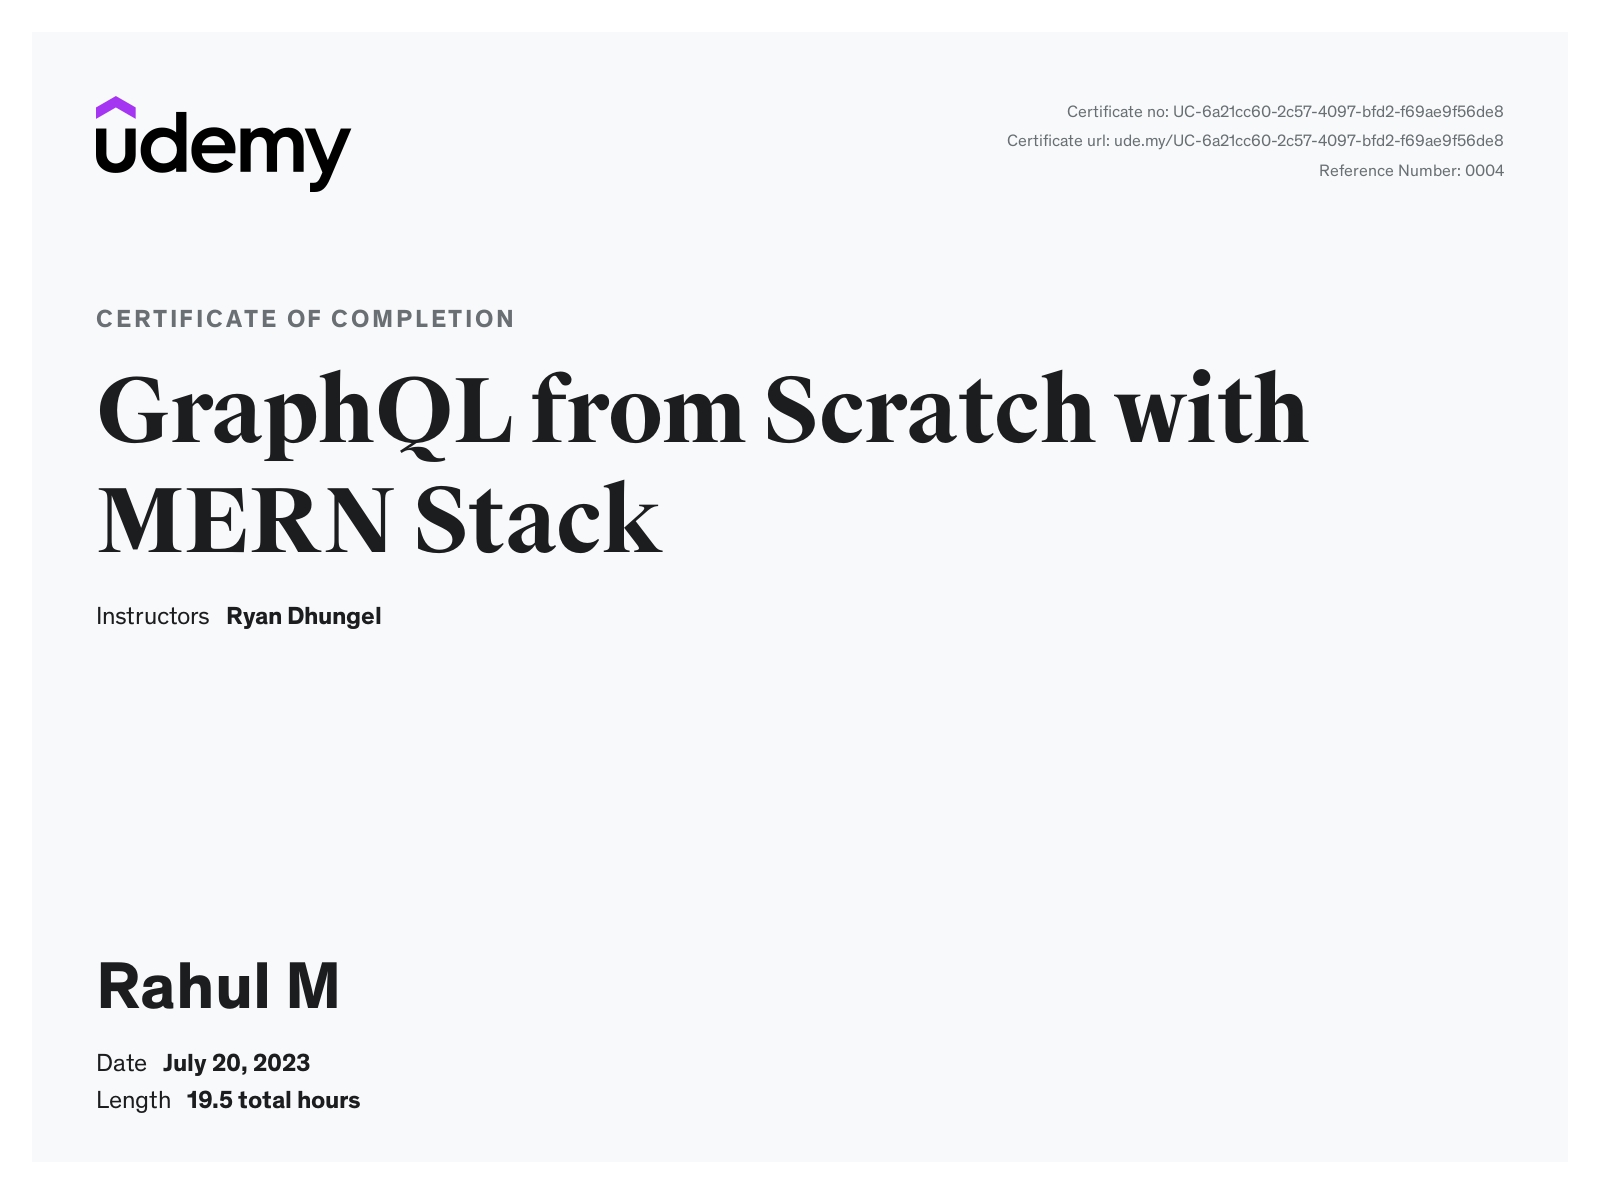 udemy
Certificate no: UC-6a21cc60-2c57-4097-bfd2-f69ae9f56de8
Certificate url: ude.my/UC-6a21cc60-2c57-4097-bfd2-f69ae9f56de8
Reference Number: 0004
CERTIFICATE OF COMPLETION
GraphQL from Scratch with
MERN Stack
Instructors Ryan Dhungel
Rahul M
Date July 20, 2023
Length 19.5 total hours